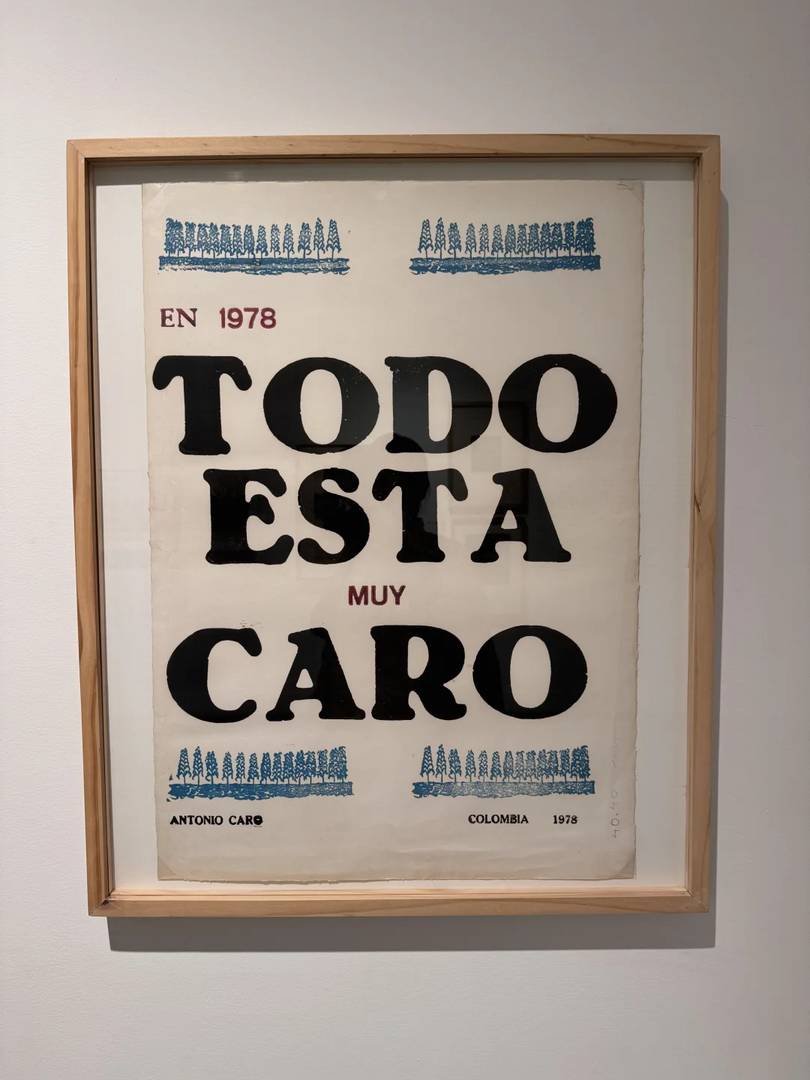 EN 1978
TODO
ESTA
MUY
CARO
ANTONIO CARO
COLOMBIA 1978